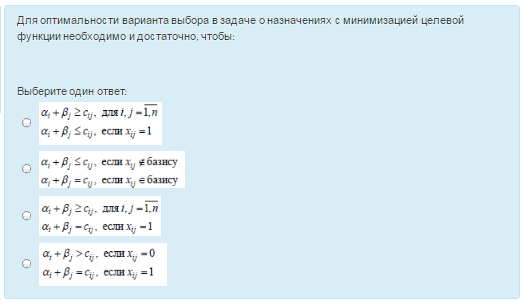 Для оптимальности варианта выбора в задаче о назначениях с минимизацией целевой
функции необходимо и достаточно, чтобы:
Выберите один ответ:
αᵢ + βⱼ ≥ cᵢⱼ, для i, j = 1,n̅
αᵢ + βⱼ ≤ cᵢⱼ, если xᵢⱼ = 1
αᵢ + βⱼ ≤ cᵢⱼ, если xᵢⱼ ∉ базису
αᵢ + βⱼ = cᵢⱼ, если xᵢⱼ ∈ базису
αᵢ + βⱼ ≥ cᵢⱼ, для i, j = 1,n̅
αᵢ + βⱼ = cᵢⱼ, если xᵢⱼ = 1
αᵢ + βⱼ > cᵢⱼ, если xᵢⱼ = 0
αᵢ + βⱼ = cᵢⱼ, если xᵢⱼ = 1